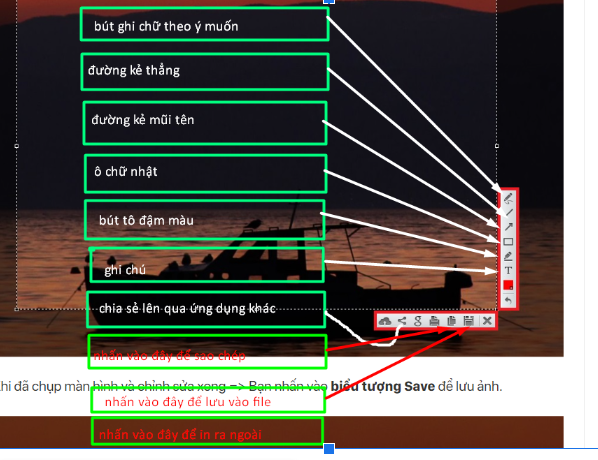 bút ghi chữ theo ý muốn
đường kẻ thẳng
đường kẻ mũi tên
ô chữ nhật
bút tô đậm màu
ghi chú
T
chia sẻ lên qua ứng dụng khác
g
nhấn vào đây để sao chép
hi đã chụp màn hình và chỉnh sửa xong => Bạn nhấn vào biểu tượng Save để lưu ảnh.
nhấn vào đây để lưu vào file
nhấn vào đây để in ra ngoài